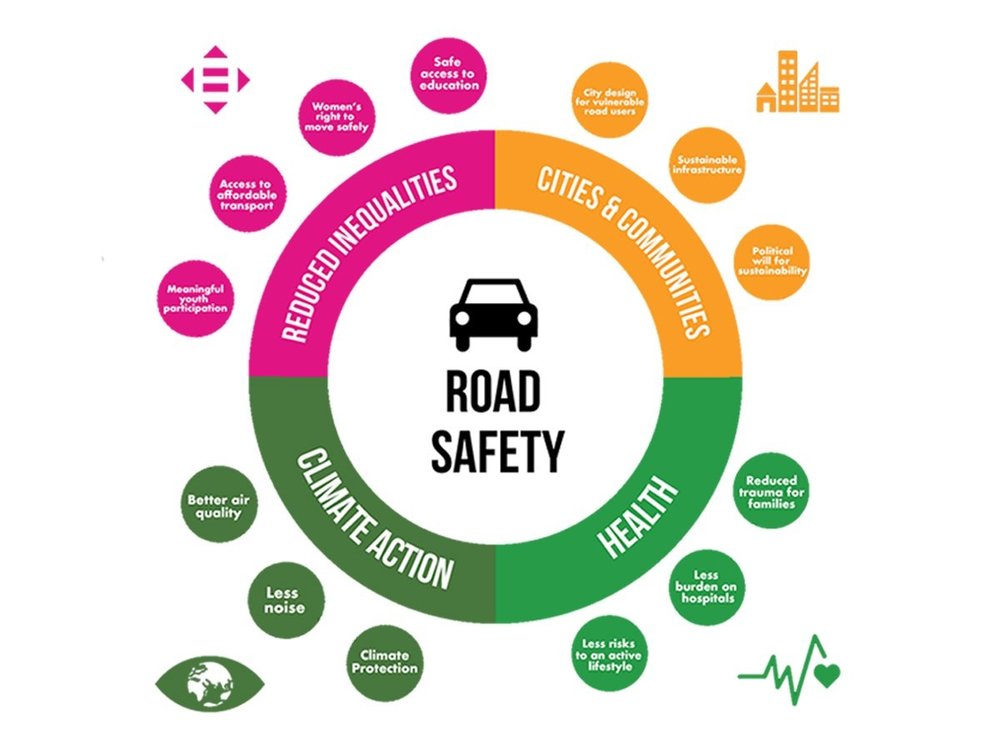 Safe
access to
education
Women's
right to
move safely
Access to
affordable
transport
Meaningful
youth
participation
REDUCED INEQUALITIES
City design
for vulnerable
road users
Sustainable
infrastructure
Political
will for
sustainability
CITIES & COMMUNITIES
ROAD
SAFETY
CLIMATE ACTION
Better air
quality
Less
noise
Climate
Protection
HEALTH
Reduced
trauma for
families
Less
burden on
hospitals
Less risks
to an active
lifestyle